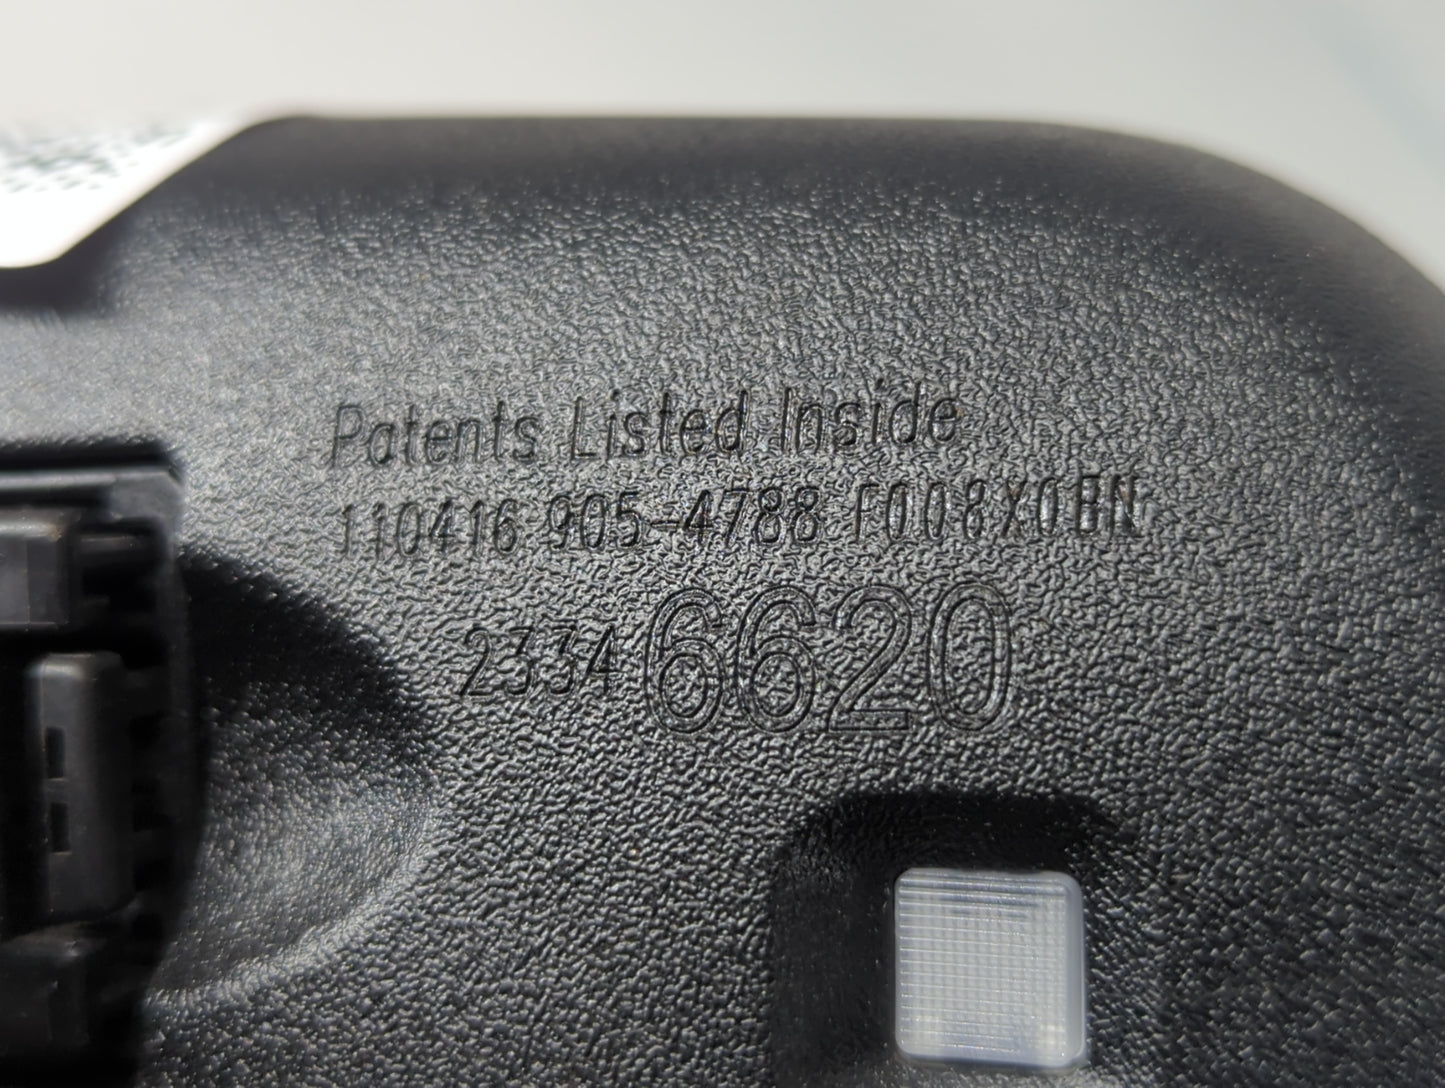 Patents Listed Inside
110416 905-4788 F008X0BN
2334 6620